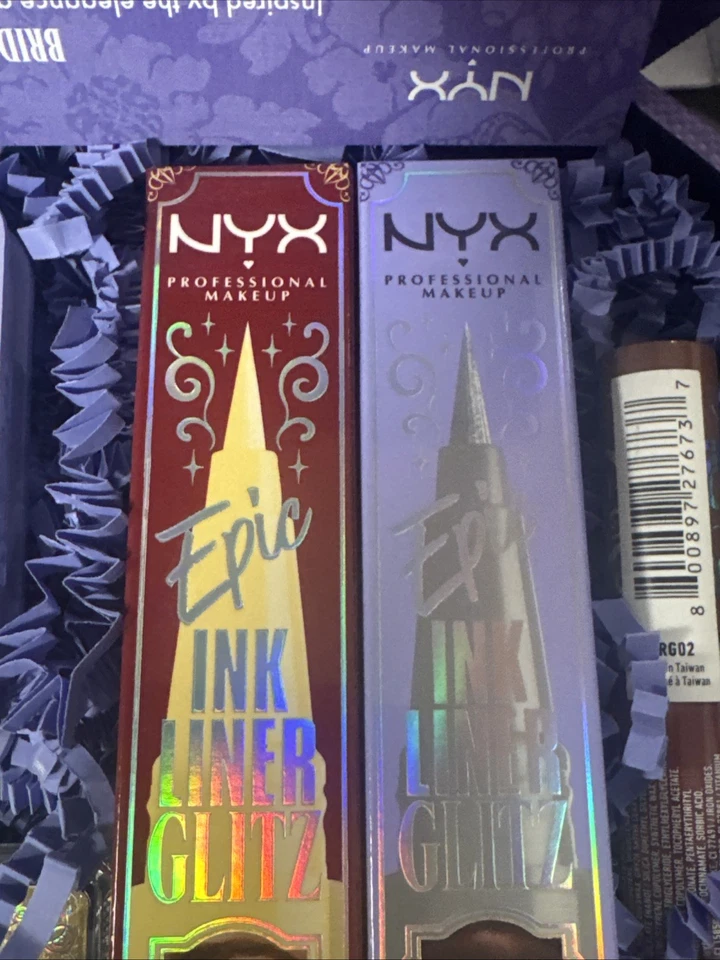 Inspired by the elegance
BRID
NYX
PROFESSIONAL MAKEUP
NYX
PROFESSIONAL
MAKEUP
Epic
INK
LINER
GLITZ
NYX
PROFESSIONAL
MAKEUP
Epic
INK
LINER
GLITZ
8 00897 27673 7
RG02
in Taiwan
é à Taiwan